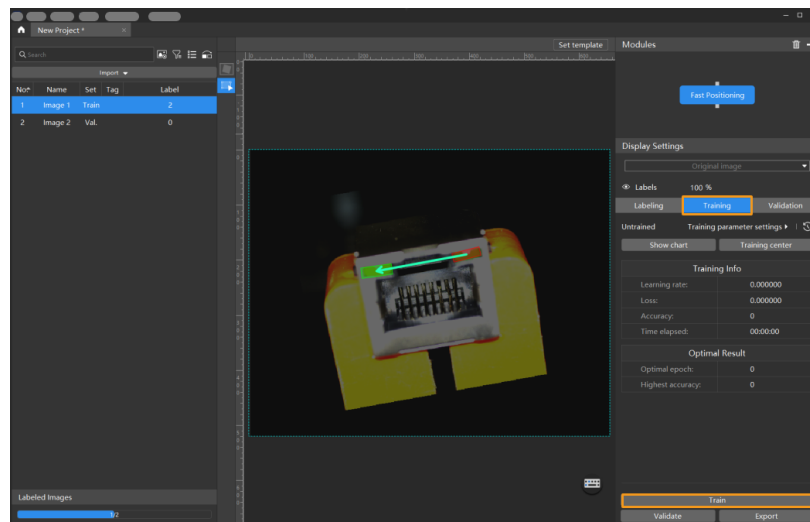 New Project * ×
Set template
Modules
Search
Import
No. Name Set Tag Label
1 Image 1 Train 2
2 Image 2 Val. 0
Fast Positioning
Display Settings
Original image
Labels 100 %
Labeling Training Validation
Untrained Training parameter settings
Show chart Training center
Training Info
Learning rate: 0.000000
Loss: 0.000000
Accuracy: 0
Time elapsed: 00:00:00
Optimal Result
Optimal epoch: 0
Highest accuracy: 0
Labeled Images
1/2
Train
Validate Export